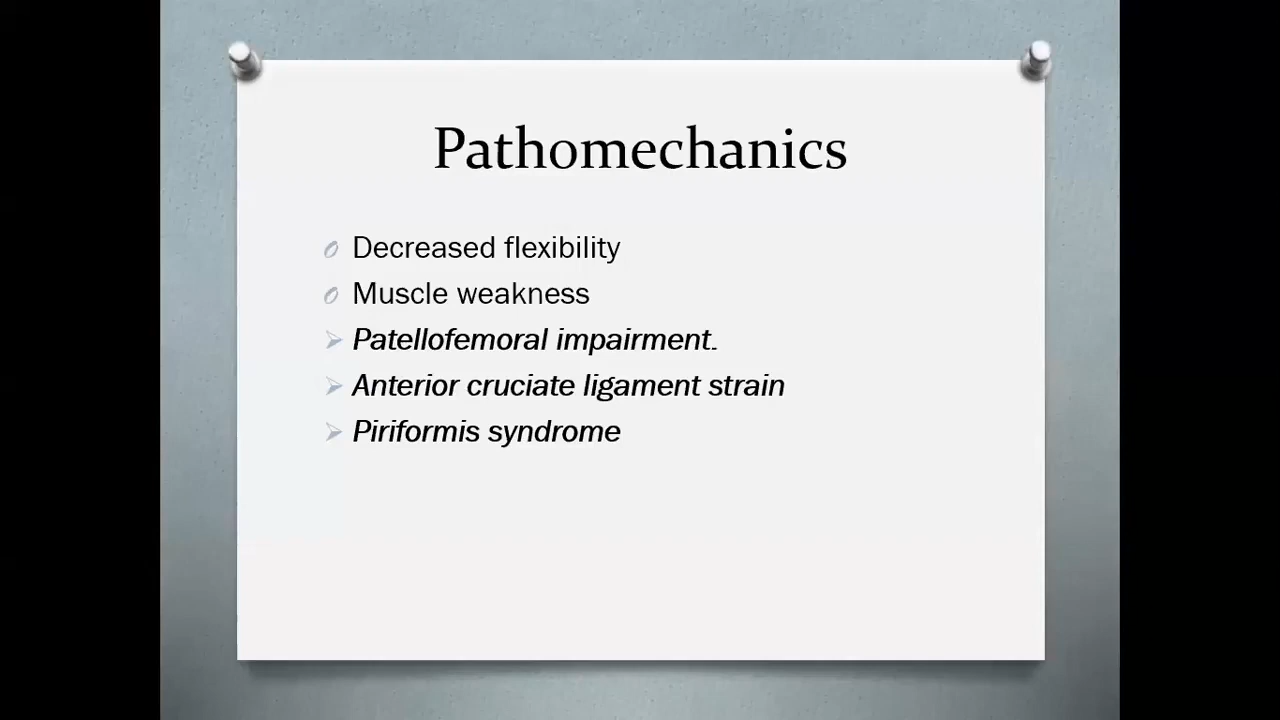 Pathomechanics
Decreased flexibility
Muscle weakness
Patellofemoral impairment.
Anterior cruciate ligament strain
Piriformis syndrome